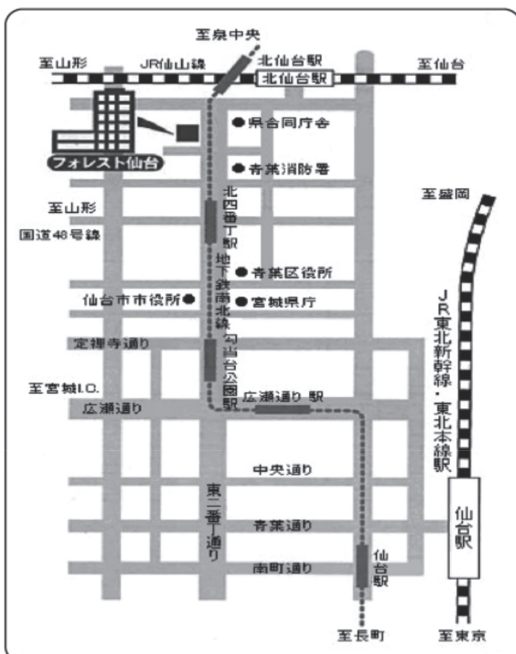 至泉中央
至山形
JR仙山線
北仙台駅
北仙台駅
至仙台
県合同庁舎
フォレスト仙台
青葉消防署
至盛岡
至山形
国道48号線
北四番丁駅
地下鉄南北線
青葉区役所
仙台市市役所
宮城県庁
定禅寺通り
勾当台公園駅
至宮城I.C.
広瀬通り
広瀬通り 駅
JR東北新幹線・東北本線駅
中央通り
東二番丁通り
青葉通り
仙台駅
南町通り
仙台駅
至長町
至東京